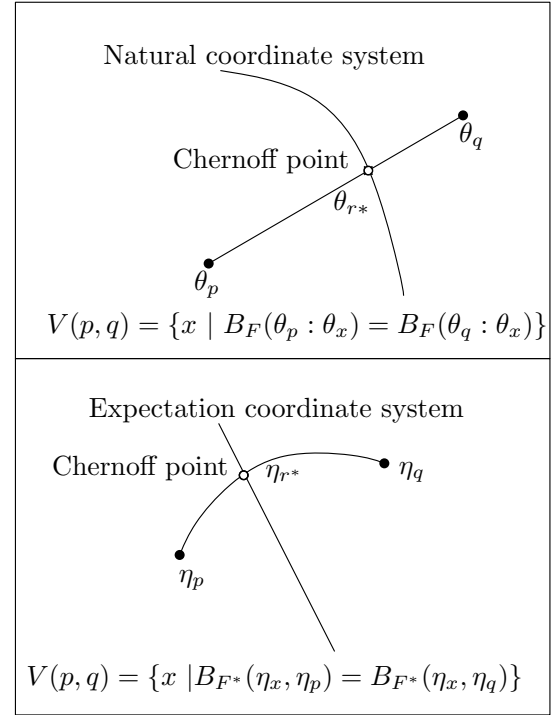 Natural coordinate system
θ_q
Chernoff point
θ_{r*}
θ_p
V(p, q) = {x | B_F(θ_p : θ_x) = B_F(θ_q : θ_x)}
Expectation coordinate system
Chernoff point
η_{r*}
η_q
η_p
V(p, q) = {x |B_{F*}(η_x, η_p) = B_{F*}(η_x, η_q)}